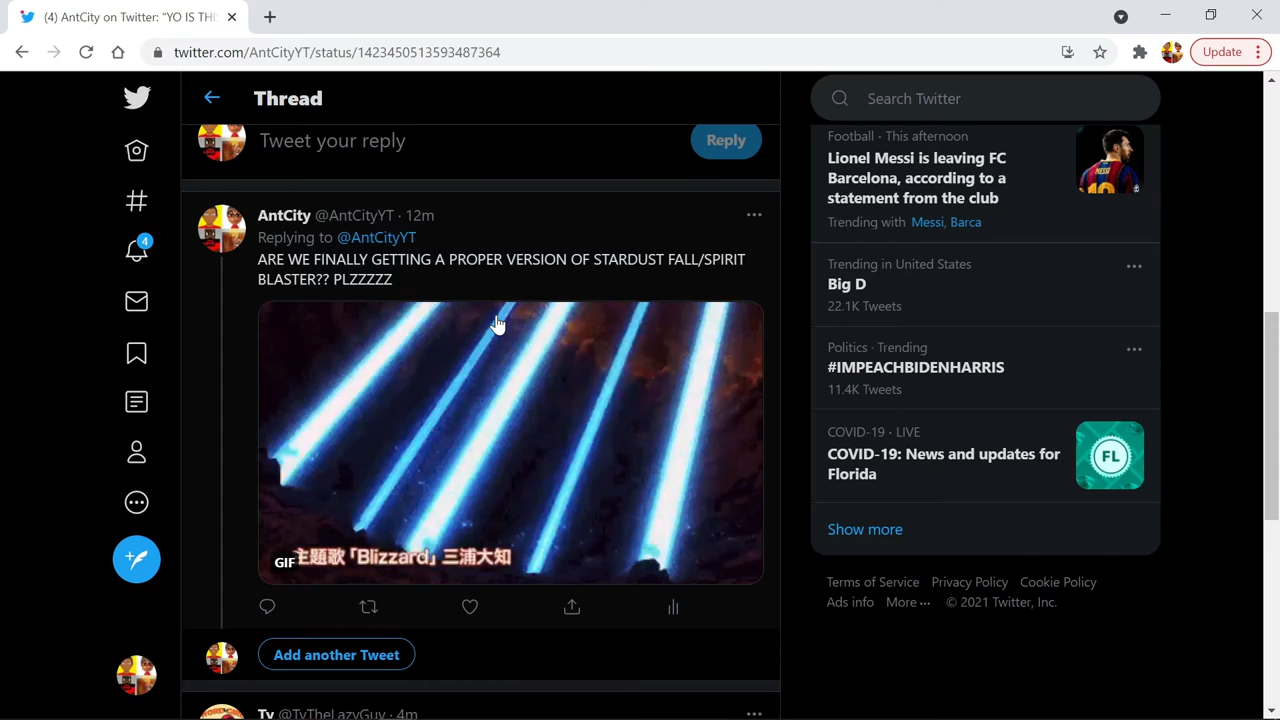 (4) AntCity on Twitter: "YO IS THI
Update
twitter.com/AntCityYT/status/1423450513593487364
Thread
Search Twitter
Tweet your reply
Reply
4
AntCity @AntCityYT · 12m
Replying to @AntCityYT
ARE WE FINALLY GETTING A PROPER VERSION OF STARDUST FALL/SPIRIT
BLASTER?? PLZZZZZ
GIF
主題歌「Blizzard」三浦大知
Add another Tweet
Ty @TyTheLazyGuy · 4m
Football · This afternoon
Lionel Messi is leaving FC
Barcelona, according to a
statement from the club
Trending with Messi, Barca
Trending in United States
Big D
22.1K Tweets
Politics · Trending
#IMPEACHBIDENHARRIS
11.4K Tweets
COVID-19 · LIVE
COVID-19: News and updates for
Florida
FL
Show more
Terms of Service Privacy Policy Cookie Policy
Ads info More ··· © 2021 Twitter, Inc.